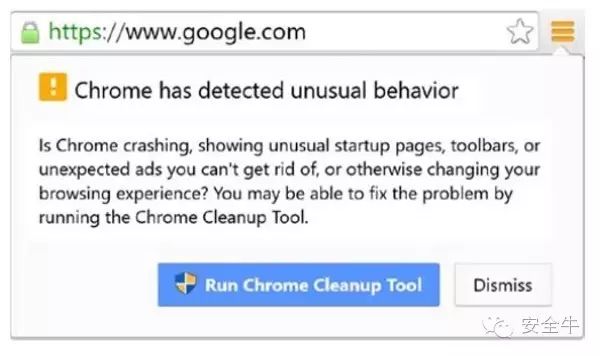 https://www.google.com
Chrome has detected unusual behavior
Is Chrome crashing, showing unusual startup pages, toolbars, or
unexpected ads you can't get rid of, or otherwise changing your
browsing experience? You may be able to fix the problem by
running the Chrome Cleanup Tool.
Run Chrome Cleanup Tool
Dismiss
安全牛